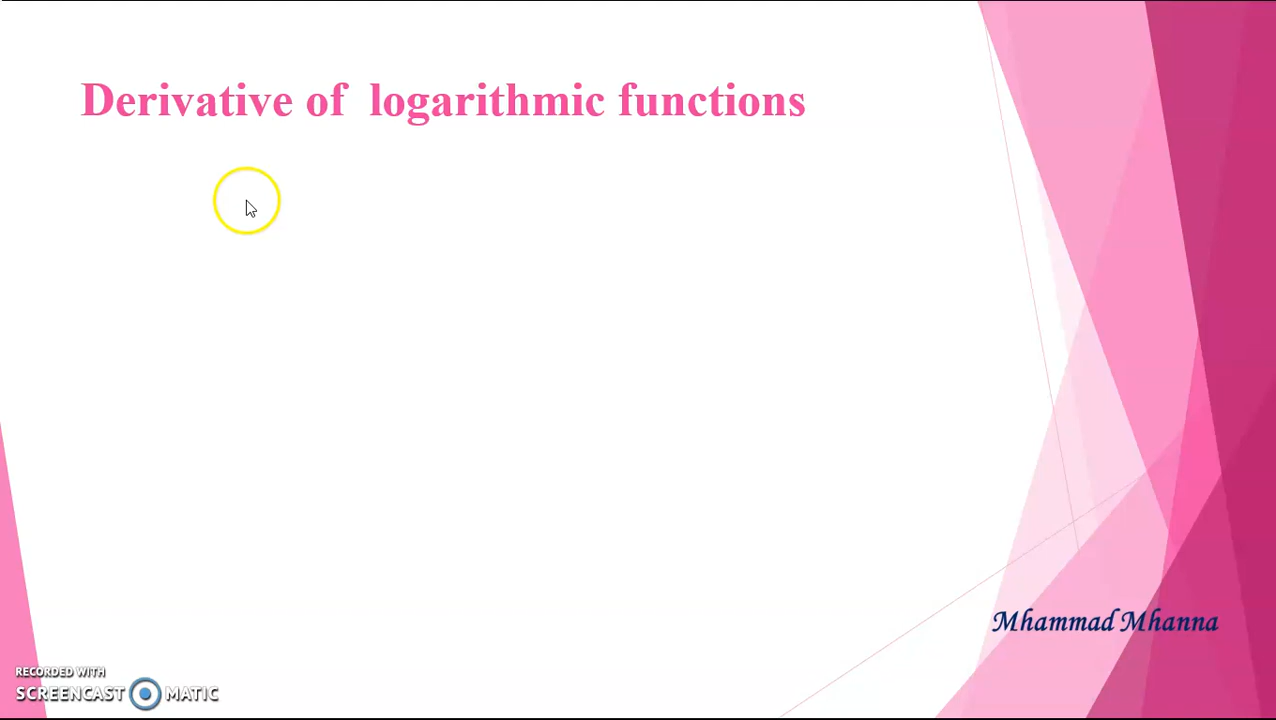 Derivative of logarithmic functions
Mhammad Mhanna
RECORDED WITH
SCREENCAST MATIC